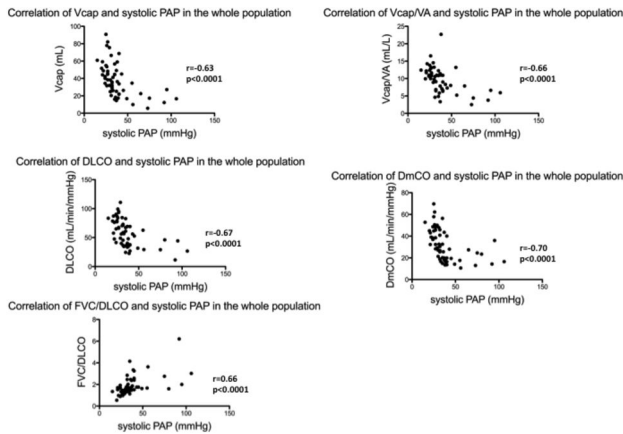 Correlation of Vcap and systolic PAP in the whole population
Vcap (mL)
100
80
60
40
20
0
0
50
100
150
r=-0.63
p<0.0001
systolic PAP (mmHg)
Correlation of Vcap/VA and systolic PAP in the whole population
Vcap/VA (mL/L)
25
20
15
10
5
0
0
50
100
150
r=-0.66
p<0.0001
systolic PAP (mmHg)
Correlation of DLCO and systolic PAP in the whole population
DLCO (mL/min/mmHg)
150
100
50
0
0
50
100
150
r=-0.67
p<0.0001
systolic PAP (mmHg)
Correlation of DmCO and systolic PAP in the whole population
DmCO (mL/min/mmHg)
80
60
40
20
0
0
50
100
150
r=-0.70
p<0.0001
systolic PAP (mmHg)
Correlation of FVC/DLCO and systolic PAP in the whole population
FVC/DLCO
8
6
4
2
0
0
50
100
150
r=0.66
p<0.0001
systolic PAP (mmHg)